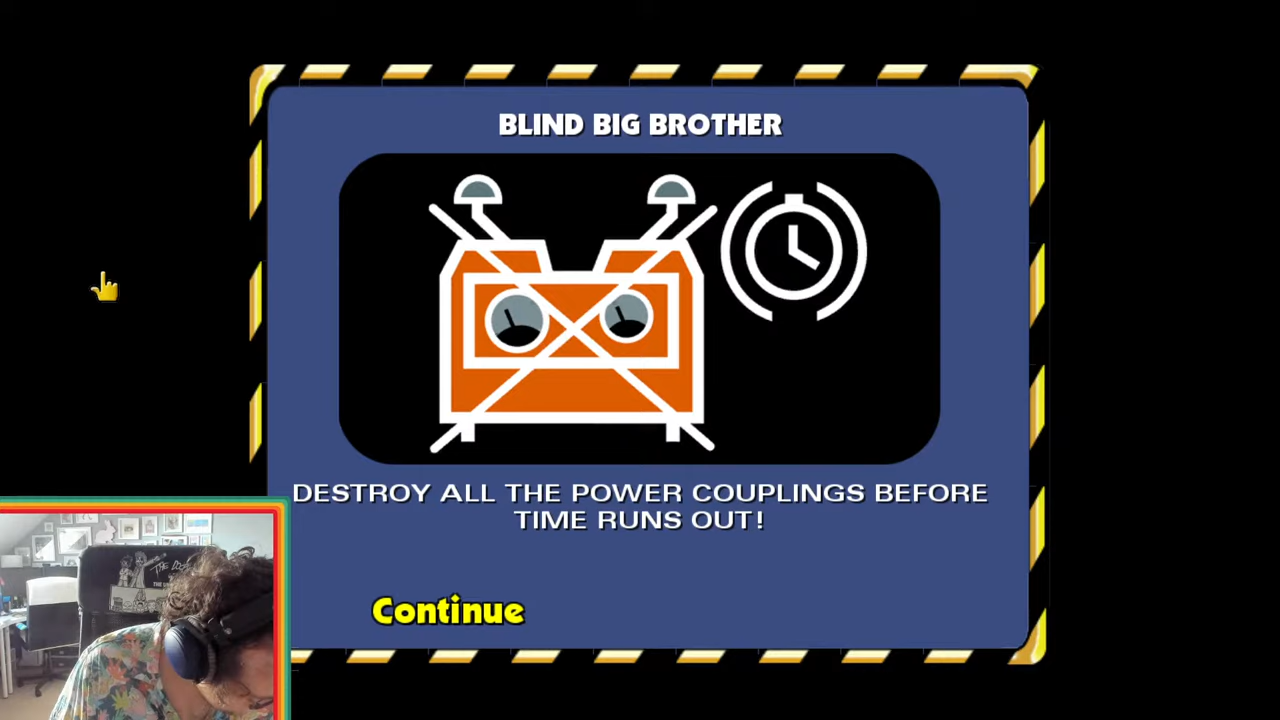 BLIND BIG BROTHER
DESTROY ALL THE POWER COUPLINGS BEFORE
TIME RUNS OUT!
Continue